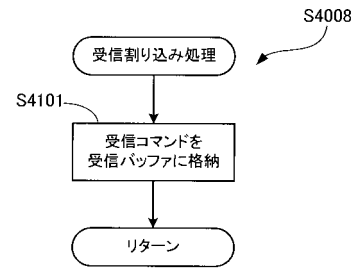 S4008
受信割り込み処理
S4101
受信コマンドを
受信バッファに格納
リターン